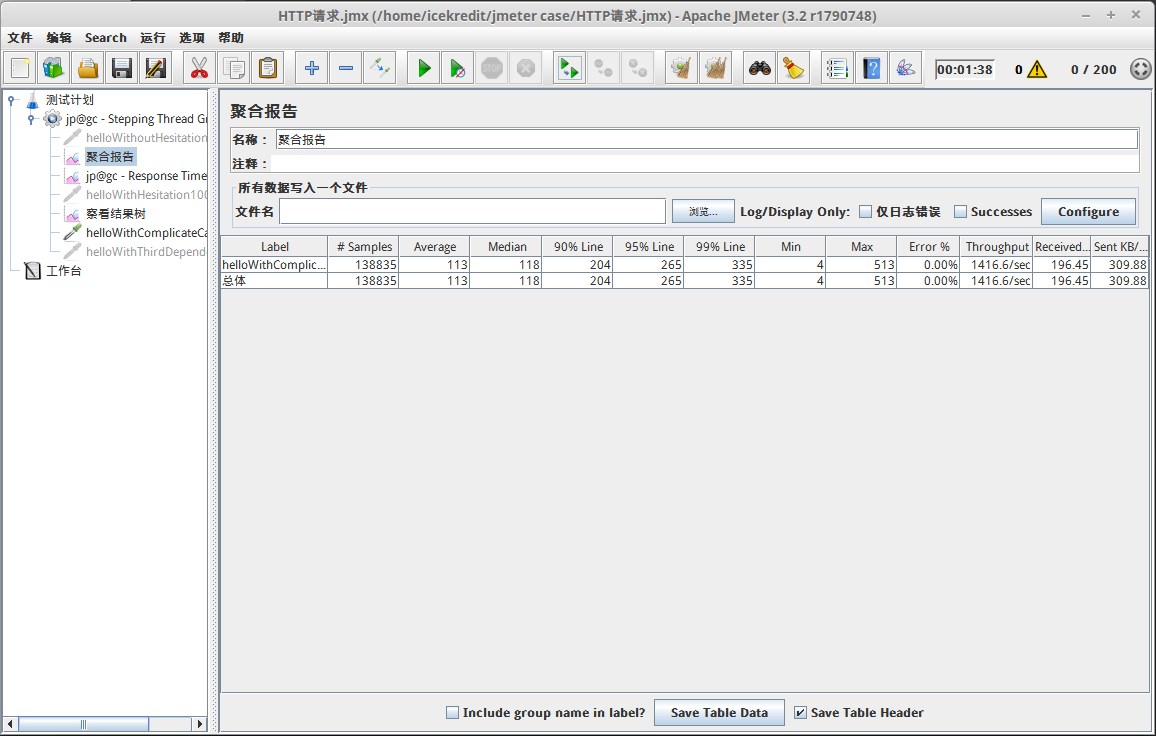 HTTP请求.jmx (/home/icekredit/jmeter case/HTTP请求.jmx) - Apache JMeter (3.2 r1790748)
文件 编辑 Search 运行 选项 帮助
STOP 00:01:38 0 0 / 200
测试计划
jp@gc - Stepping Thread Gr
helloWithoutHesitation
聚合报告
jp@gc - Response Time
helloWithHesitation100
察看结果树
helloWithComplicateCa
helloWithThirdDepend
工作台
聚合报告
名称： 聚合报告
注释：
所有数据写入一个文件
文件名 浏览... Log/Display Only: 仅日志错误 Successes Configure
Label # Samples Average Median 90% Line 95% Line 99% Line Min Max Error % Throughput Received... Sent KB/...
helloWithComplic... 138835 113 118 204 265 335 4 513 0.00% 1416.6/sec 196.45 309.88
总体 138835 113 118 204 265 335 4 513 0.00% 1416.6/sec 196.45 309.88
Include group name in label? Save Table Data Save Table Header